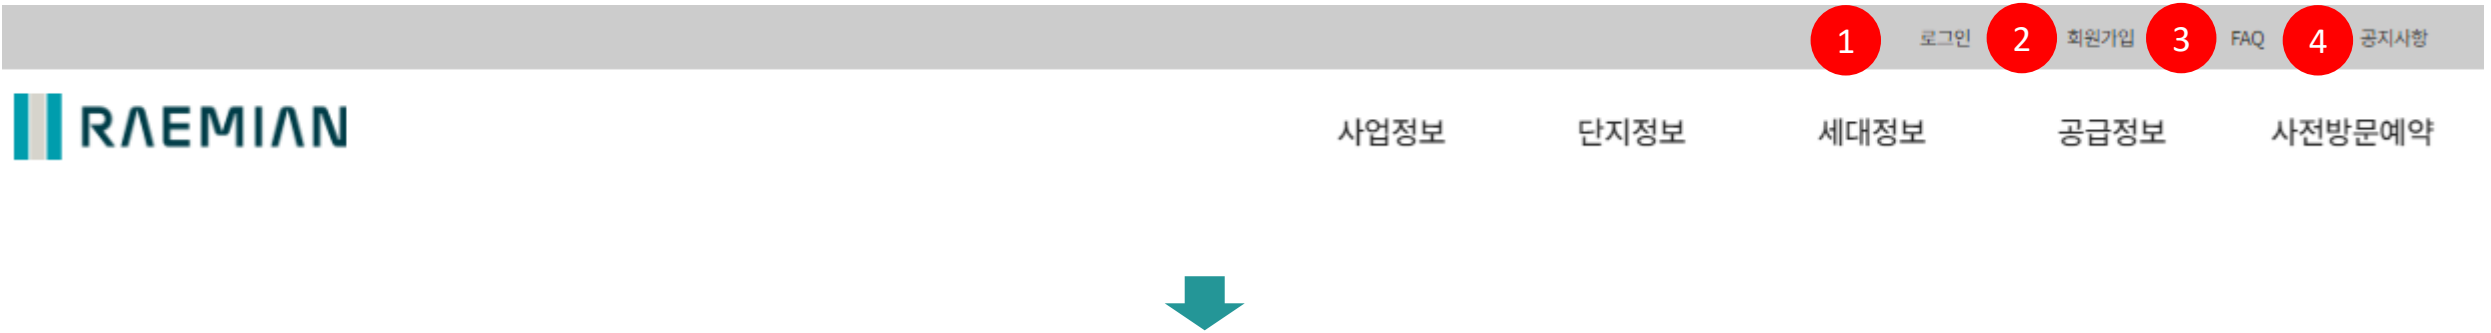 1 로그인 2 회원가입 3 FAQ 4 공지사항
RAEMIAN 사업정보 단지정보 세대정보 공급정보 사전방문예약